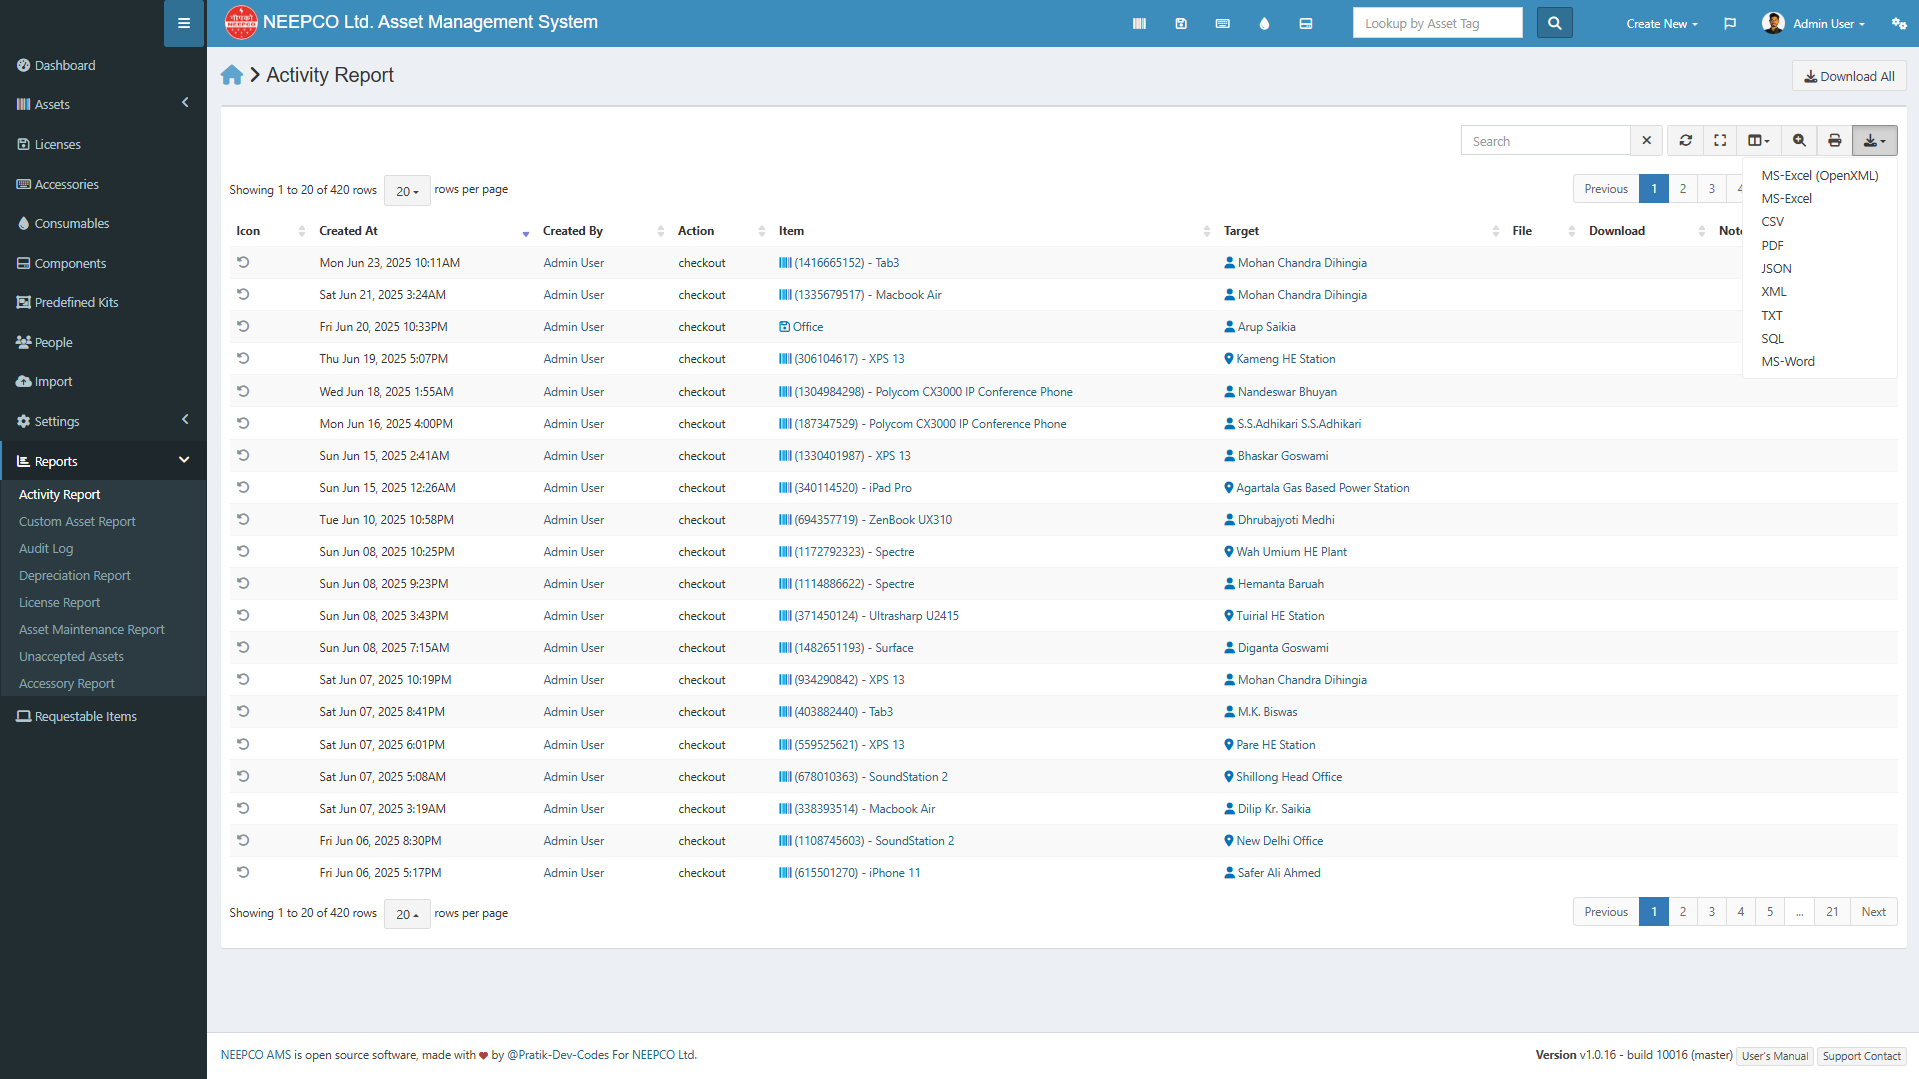 NEEPCO Ltd. Asset Management System
Lookup by Asset Tag
Create New
Admin User
Dashboard
Assets
Licenses
Accessories
Consumables
Components
Predefined Kits
People
Import
Settings
Reports
Activity Report
Custom Asset Report
Audit Log
Depreciation Report
License Report
Asset Maintenance Report
Unaccepted Assets
Accessory Report
Requestable Items
Activity Report
Download All
Search
MS-Excel (OpenXML)
MS-Excel
CSV
PDF
JSON
XML
TXT
SQL
MS-Word
Showing 1 to 20 of 420 rows 20 rows per page
Previous 1 2 3 4
Icon Created At Created By Action Item Target File Download Note
Mon Jun 23, 2025 10:11AM Admin User checkout (1416665152) - Tab3 Mohan Chandra Dihingia
Sat Jun 21, 2025 3:24AM Admin User checkout (1335679517) - Macbook Air Mohan Chandra Dihingia
Fri Jun 20, 2025 10:33PM Admin User checkout Office Arup Saikia
Thu Jun 19, 2025 5:07PM Admin User checkout (306104617) - XPS 13 Kameng HE Station
Wed Jun 18, 2025 1:55AM Admin User checkout (1304984298) - Polycom CX3000 IP Conference Phone Nandeswar Bhuyan
Mon Jun 16, 2025 4:00PM Admin User checkout (187347529) - Polycom CX3000 IP Conference Phone S.S.Adhikari S.S.Adhikari
Sun Jun 15, 2025 2:41AM Admin User checkout (1330401987) - XPS 13 Bhaskar Goswami
Sun Jun 15, 2025 12:26AM Admin User checkout (340114520) - iPad Pro Agartala Gas Based Power Station
Tue Jun 10, 2025 10:58PM Admin User checkout (694357719) - ZenBook UX310 Dhrubajyoti Medhi
Sun Jun 08, 2025 10:25PM Admin User checkout (1172792323) - Spectre Wah Umium HE Plant
Sun Jun 08, 2025 9:23PM Admin User checkout (1114886622) - Spectre Hemanta Baruah
Sun Jun 08, 2025 3:43PM Admin User checkout (371450124) - Ultrasharp U2415 Tuirial HE Station
Sun Jun 08, 2025 7:15AM Admin User checkout (1482651193) - Surface Diganta Goswami
Sat Jun 07, 2025 10:19PM Admin User checkout (934290842) - XPS 13 Mohan Chandra Dihingia
Sat Jun 07, 2025 8:41PM Admin User checkout (403882440) - Tab3 M.K. Biswas
Sat Jun 07, 2025 6:01PM Admin User checkout (559525621) - XPS 13 Pare HE Station
Sat Jun 07, 2025 5:08AM Admin User checkout (678010363) - SoundStation 2 Shillong Head Office
Sat Jun 07, 2025 3:19AM Admin User checkout (338393514) - Macbook Air Dilip Kr. Saikia
Fri Jun 06, 2025 8:30PM Admin User checkout (1108745603) - SoundStation 2 New Delhi Office
Fri Jun 06, 2025 5:17PM Admin User checkout (615501270) - iPhone 11 Safer Ali Ahmed
Showing 1 to 20 of 420 rows 20 rows per page
Previous 1 2 3 4 5 ... 21 Next
NEEPCO AMS is open source software, made with by @Pratik-Dev-Codes For NEEPCO Ltd.
Version v1.0.16 - build 10016 (master) User's Manual Support Contact